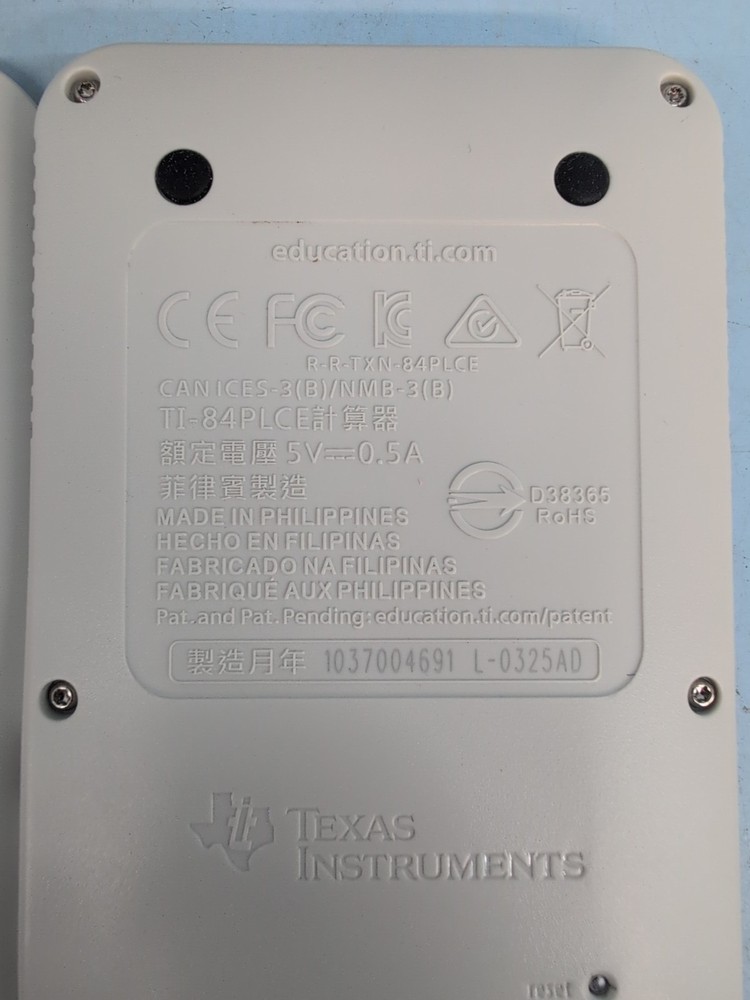 education.ti.com
CE FC
R-R-TXN-84PLCE
CAN ICES-3(B)/NMB-3(B)
TI-84PLCE計算器
額定電壓 5V⎓0.5A
菲律賓製造
D38365
RoHS
MADE IN PHILIPPINES
HECHO EN FILIPINAS
FABRICADO NA FILIPINAS
FABRIQUÉ AUX PHILIPPINES
Pat.and Pat. Pending:education.ti.com/patent
製造月年 1037004691 L-0325AD
TEXAS
INSTRUMENTS
reset